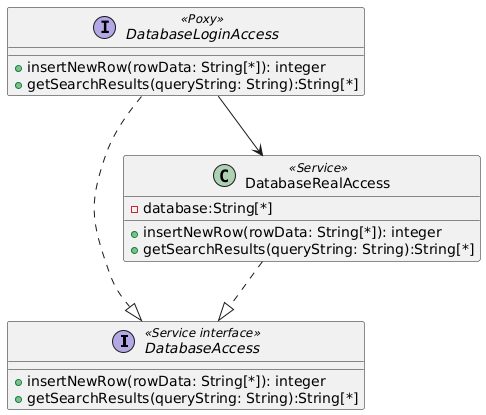 I
«Poxy»
DatabaseLoginAccess
insertNewRow(rowData: String[*]): integer
getSearchResults(queryString: String):String[*]
C
«Service»
DatabaseRealAccess
database:String[*]
insertNewRow(rowData: String[*]): integer
getSearchResults(queryString: String):String[*]
I
«Service interface»
DatabaseAccess
insertNewRow(rowData: String[*]): integer
getSearchResults(queryString: String):String[*]